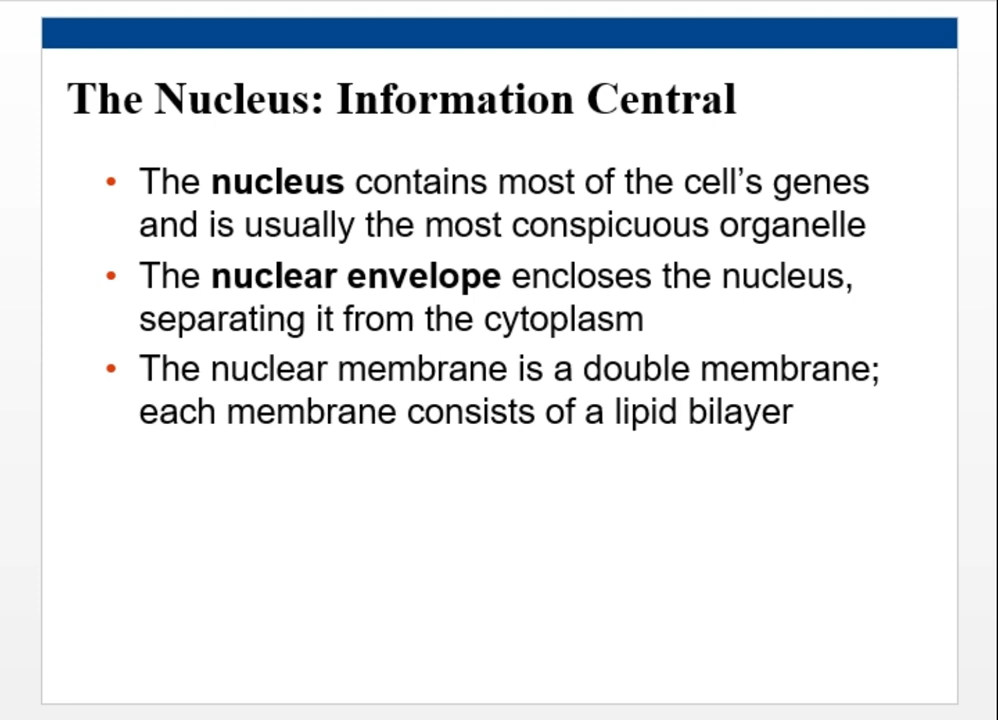 The Nucleus: Information Central
• The nucleus contains most of the cell’s genes
and is usually the most conspicuous organelle
• The nuclear envelope encloses the nucleus,
separating it from the cytoplasm
• The nuclear membrane is a double membrane;
each membrane consists of a lipid bilayer